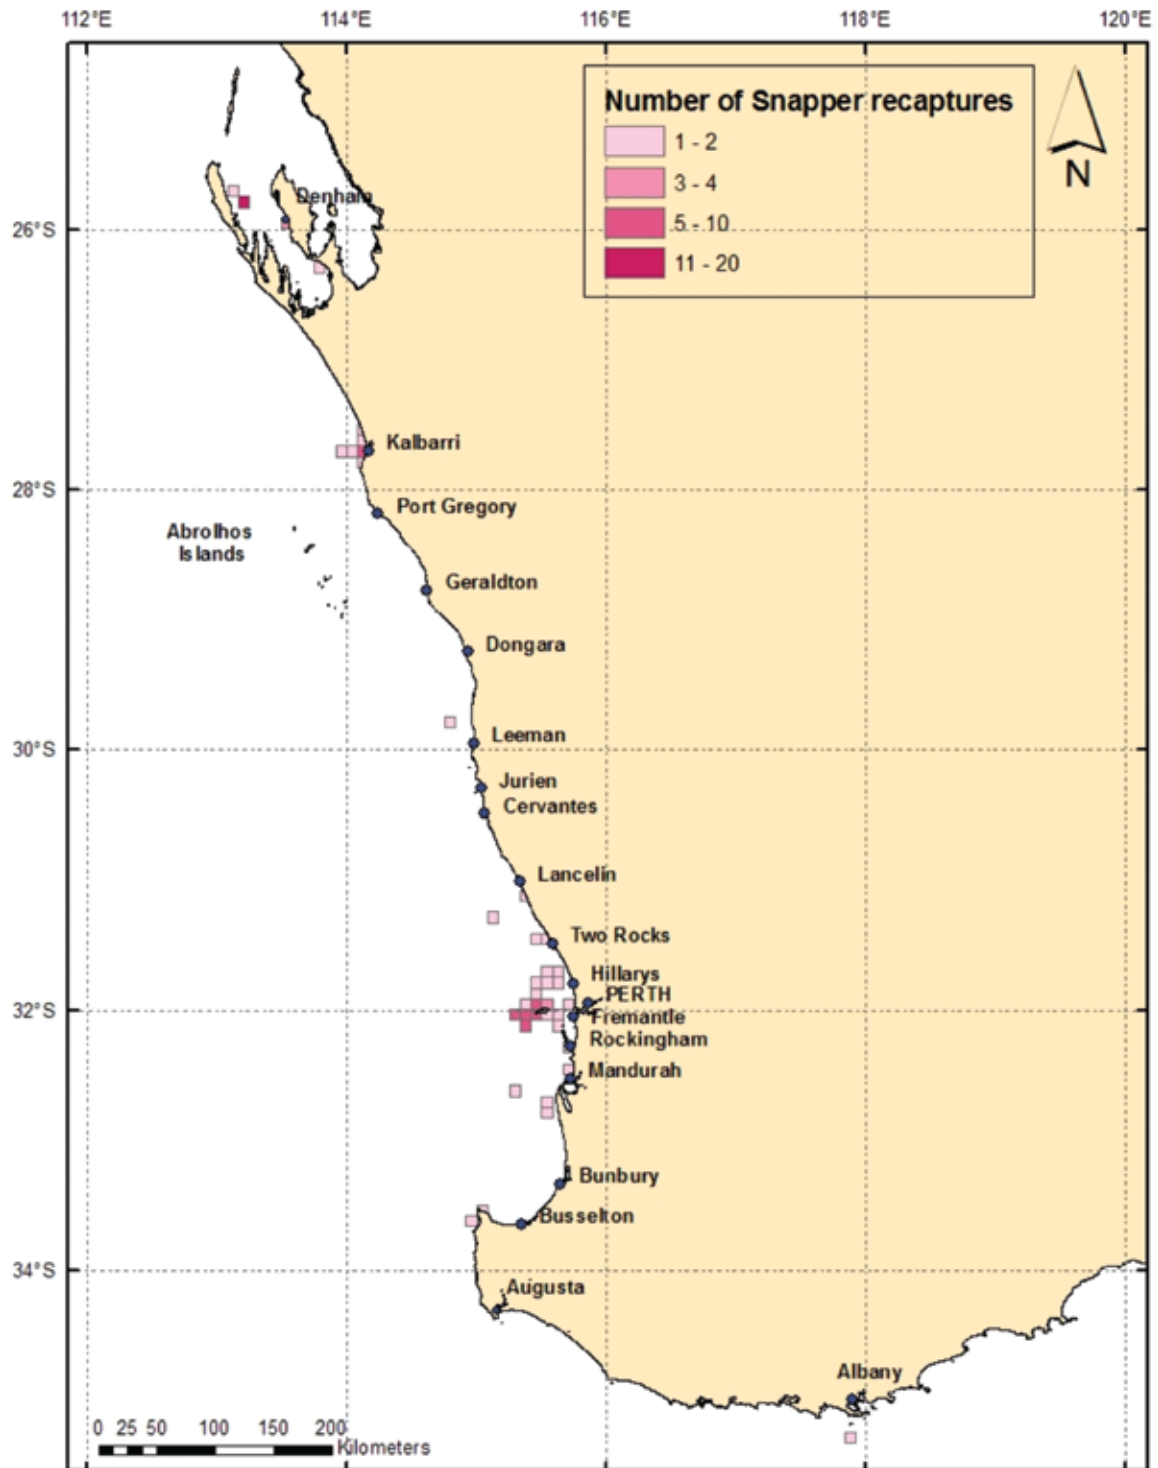 112°E 114°E 116°E 118°E 120°E
Number of Snapper recaptures
1 - 2
3 - 4
5 - 10
11 - 20
N
Denham
26°S
Kalbarri
28°S
Port Gregory
Abrolhos
Islands
Geraldton
Dongara
Leeman
30°S
Jurien
Cervantes
Lancelin
Two Rocks
Hillarys
PERTH
32°S
Fremantle
Rockingham
Mandurah
Bunbury
Busselton
34°S
Augusta
Albany
0 25 50 100 150 200
Kilometers